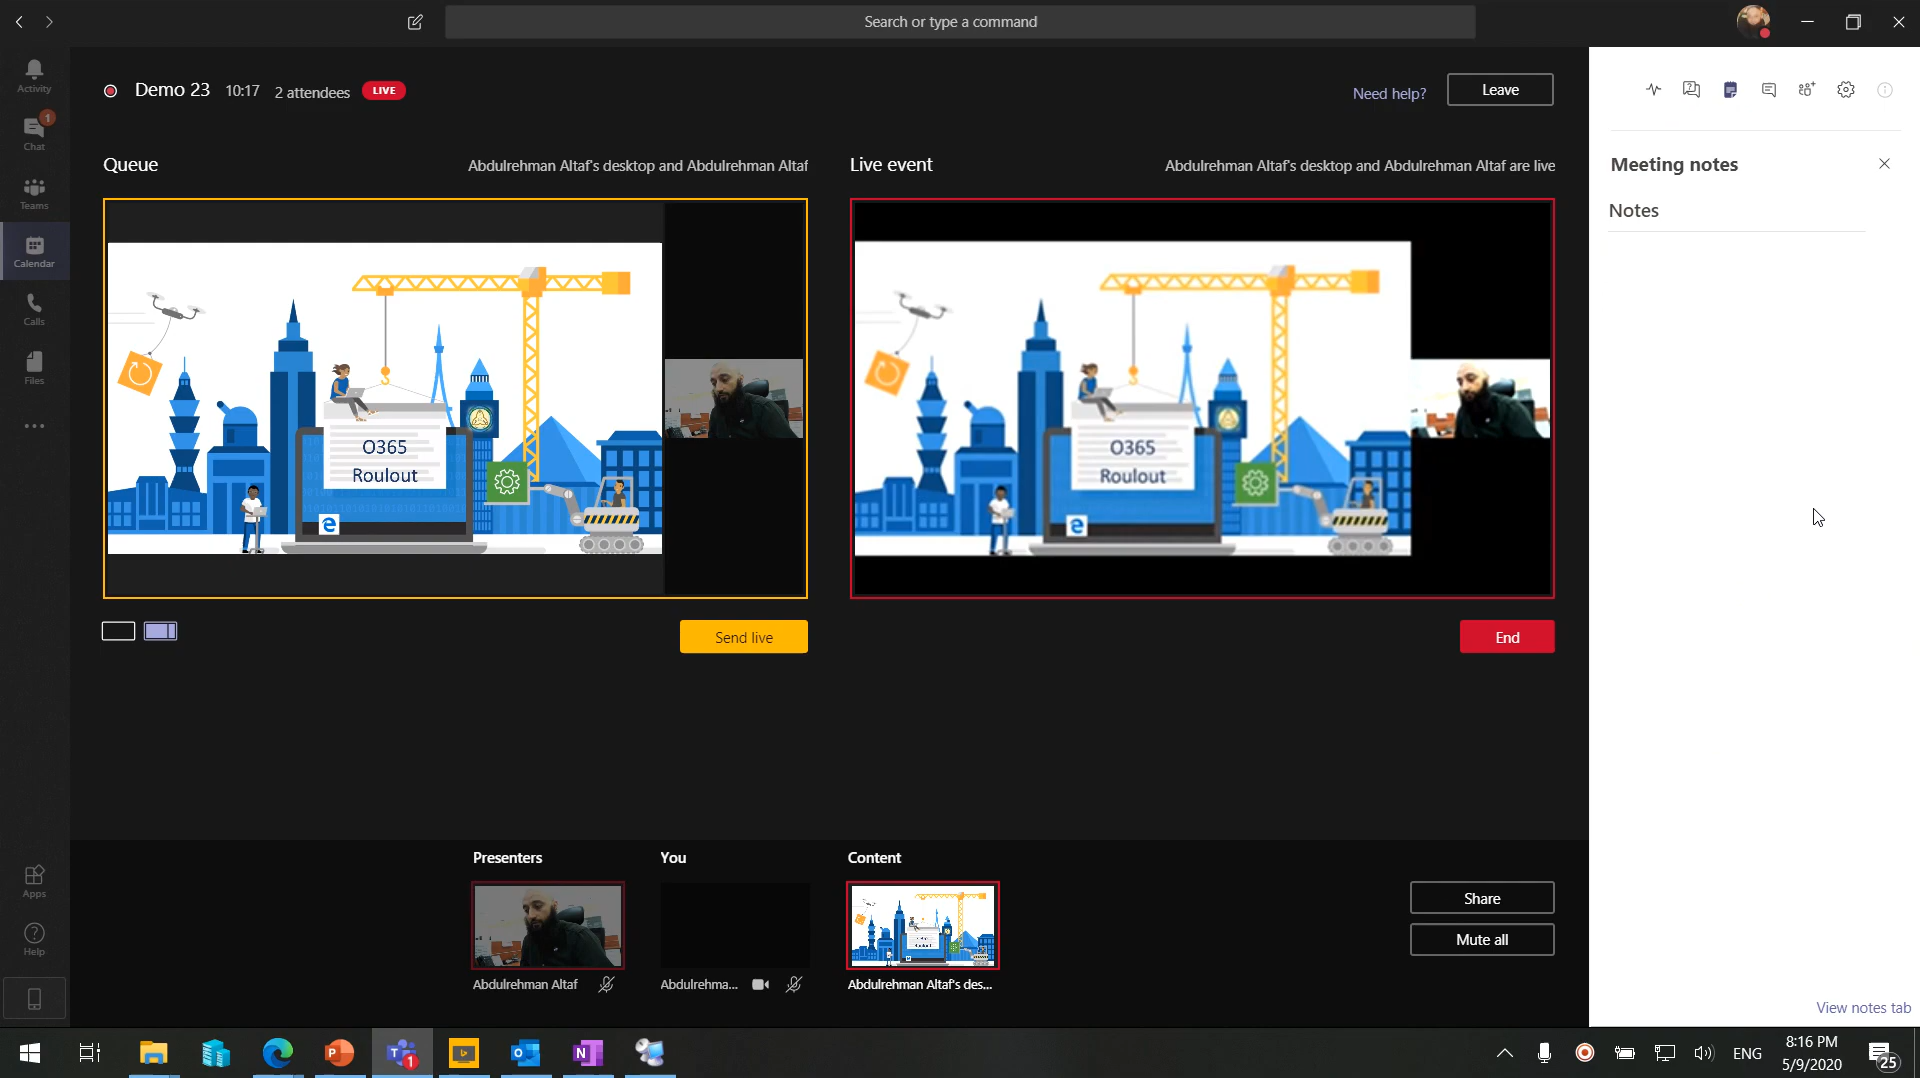 Search or type a command
Activity
1
Chat
Teams
Calendar
Calls
Files
Apps
Help
Demo 23 10:17 2 attendees LIVE
Need help?
Leave
Queue
Abdulrehman Altaf's desktop and Abdulrehman Altaf
Live event
Abdulrehman Altaf's desktop and Abdulrehman Altaf are live
O365
Roulout
O365
Roulout
Send live
End
Presenters
You
Content
Abdulrehman Altaf
Abdulrehma...
Abdulrehman Altaf's des...
Share
Mute all
Meeting notes
Notes
View notes tab
1
ENG
8:16 PM
5/9/2020
25